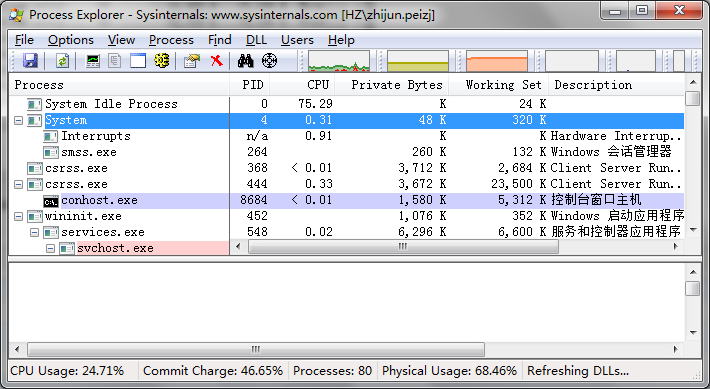 Process Explorer - Sysinternals: www.sysinternals.com [HZ\zhijun.peizj]
File Options View Process Find DLL Users Help
Process PID CPU Private Bytes Working Set Description
System Idle Process 0 75.29 K 24 K
System 4 0.31 48 K 320 K
Interrupts n/a 0.91 K K Hardware Interrup...
smss.exe 264 260 K 132 K Windows 会话管理器
csrss.exe 368 < 0.01 3,712 K 2,684 K Client Server Run...
csrss.exe 444 0.33 3,672 K 23,500 K Client Server Run...
conhost.exe 8684 < 0.01 1,580 K 5,312 K 控制台窗口主机
wininit.exe 452 1,076 K 352 K Windows 启动应用程序
services.exe 548 0.02 6,296 K 6,600 K 服务和控制器应用程序
svchost.exe
CPU Usage: 24.71% Commit Charge: 46.65% Processes: 80 Physical Usage: 68.46% Refreshing DLLs...